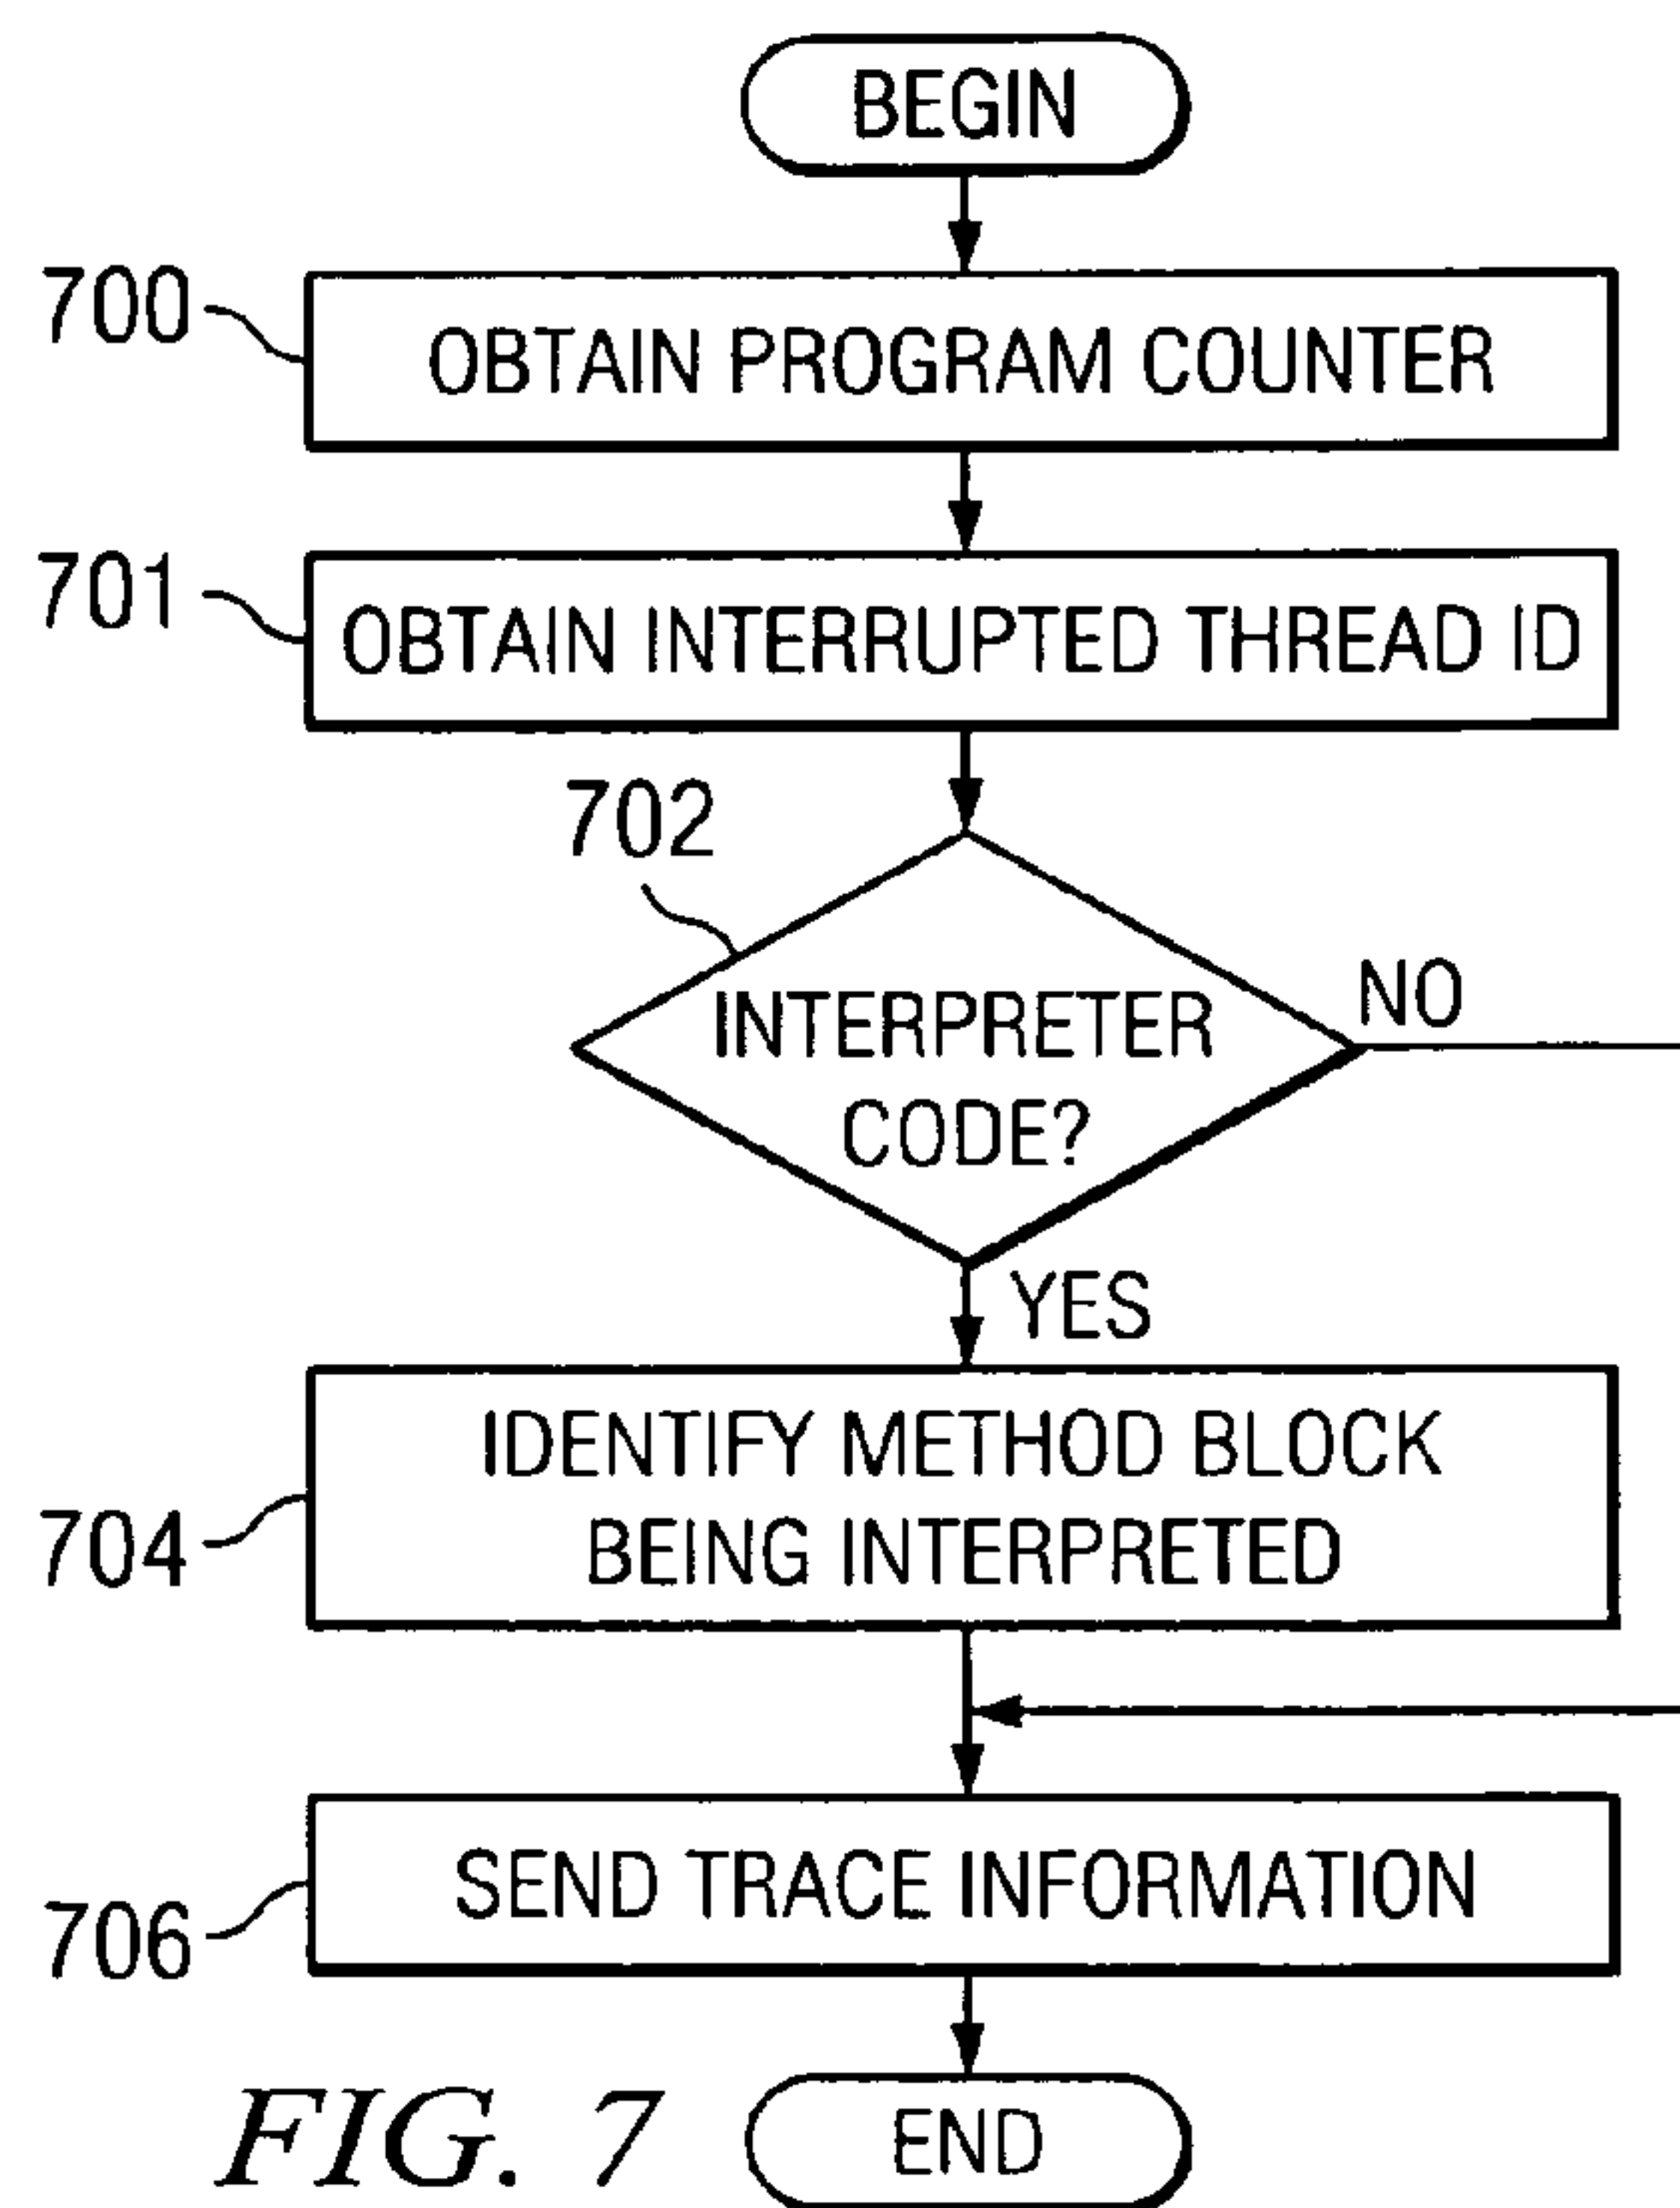 BEGIN
700
OBTAIN PROGRAM COUNTER
701
OBTAIN INTERRUPTED THREAD ID
702
INTERPRETER
CODE?
NO
YES
IDENTIFY METHOD BLOCK
BEING INTERPRETED
704
SEND TRACE INFORMATION
706
FIG. 7
END